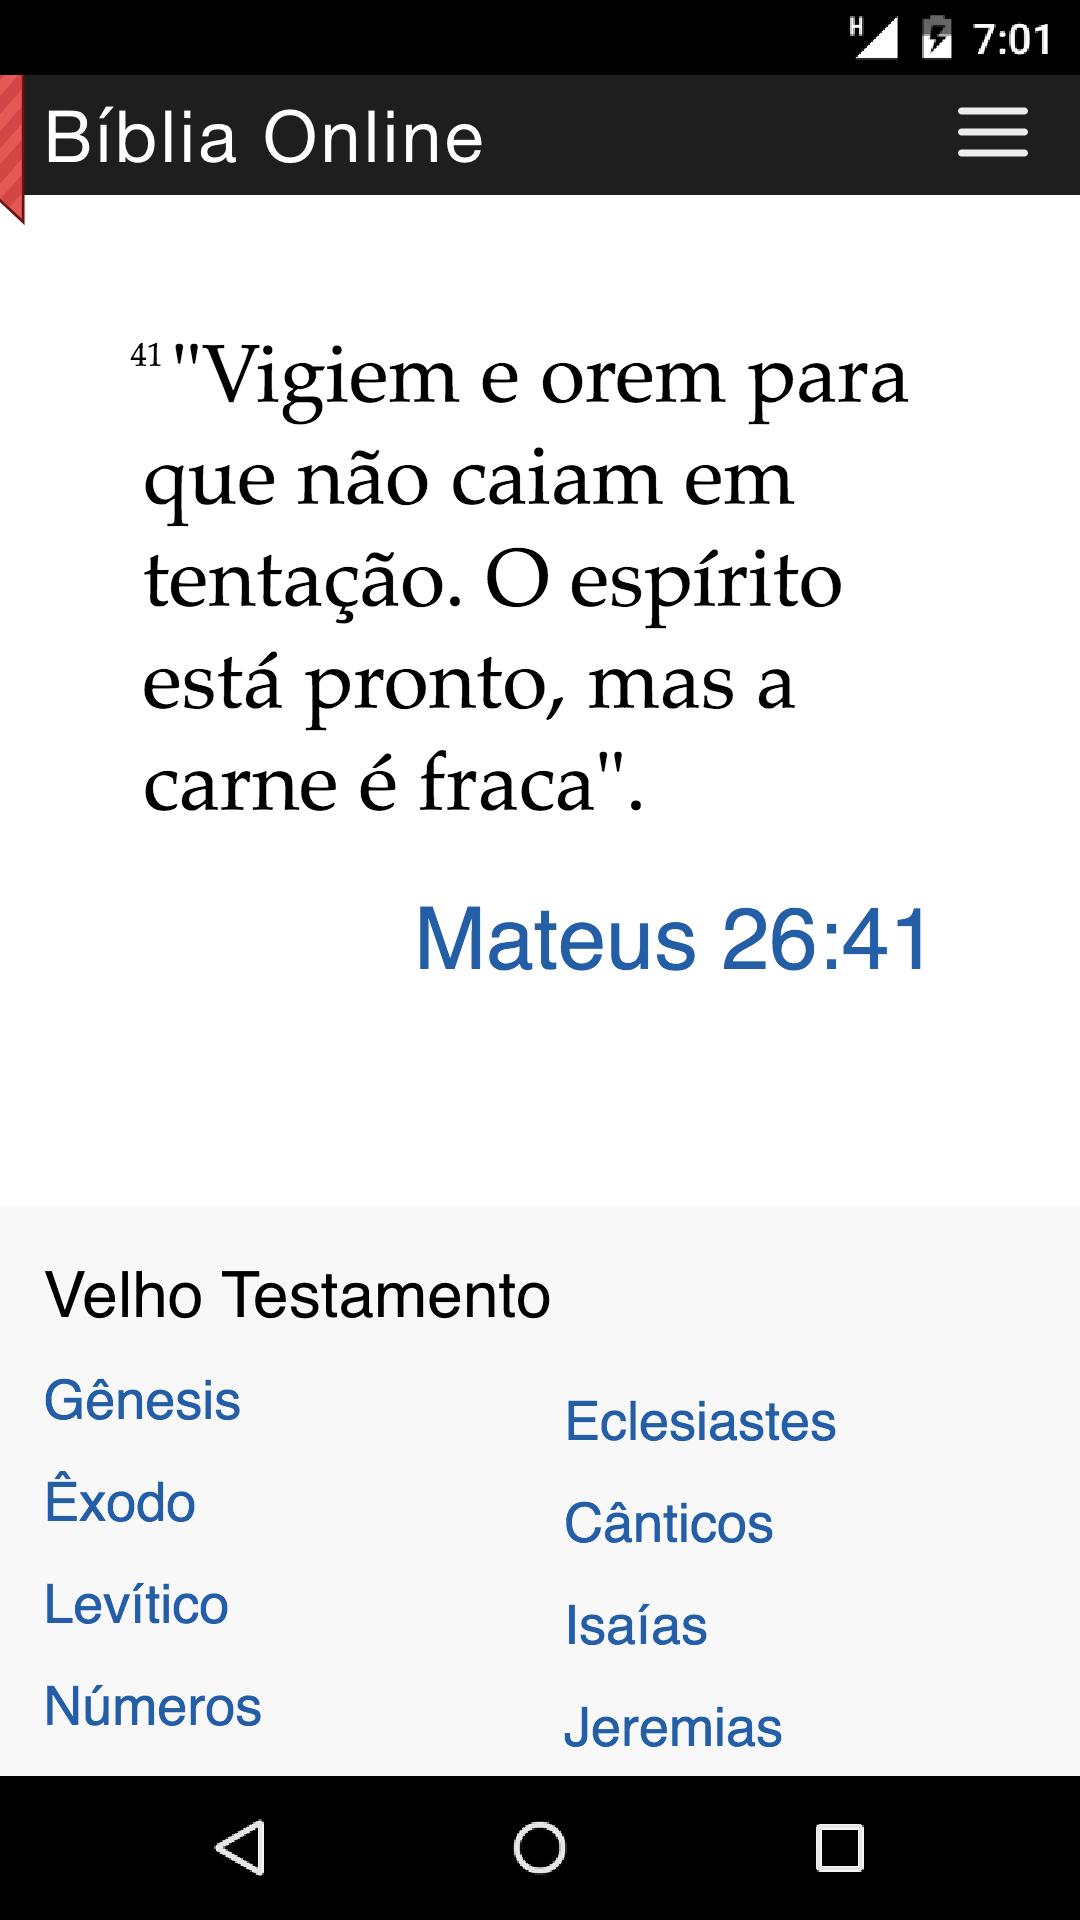 H 7:01
Bíblia Online
41 "Vigiem e orem para
que não caiam em
tentação. O espírito
está pronto, mas a
carne é fraca".
Mateus 26:41
Velho Testamento
Gênesis
Êxodo
Levítico
Números
Eclesiastes
Cânticos
Isaías
Jeremias